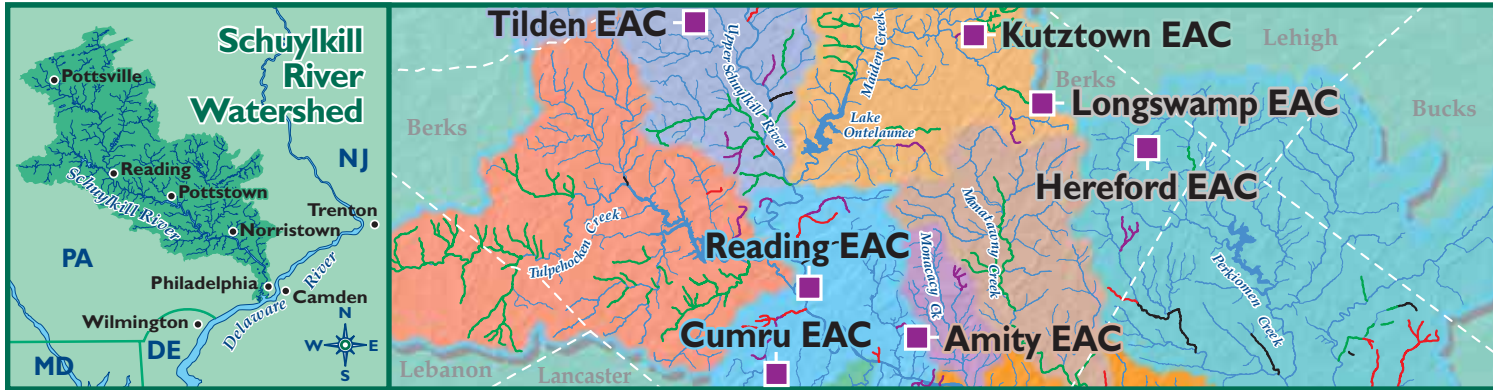 Schuylkill
River
Watershed
Pottsville
NJ
Reading
Pottstown
Schuylkill River
Trenton
Norristown
PA
Philadelphia
Camden
Wilmington
Delaware River
N
W E
S
MD
DE
Tilden EAC
Kutztown EAC
Lehigh
Upper Schuylkill River
Maiden Creek
Berks
Longswamp EAC
Bucks
Berks
Lake
Ontelaunee
Hereford EAC
Manatawny Creek
Tulpehocken Creek
Reading EAC
Monacacy Ck
Perkiomen Creek
Cumru EAC
Amity EAC
Lebanon
Lancaster